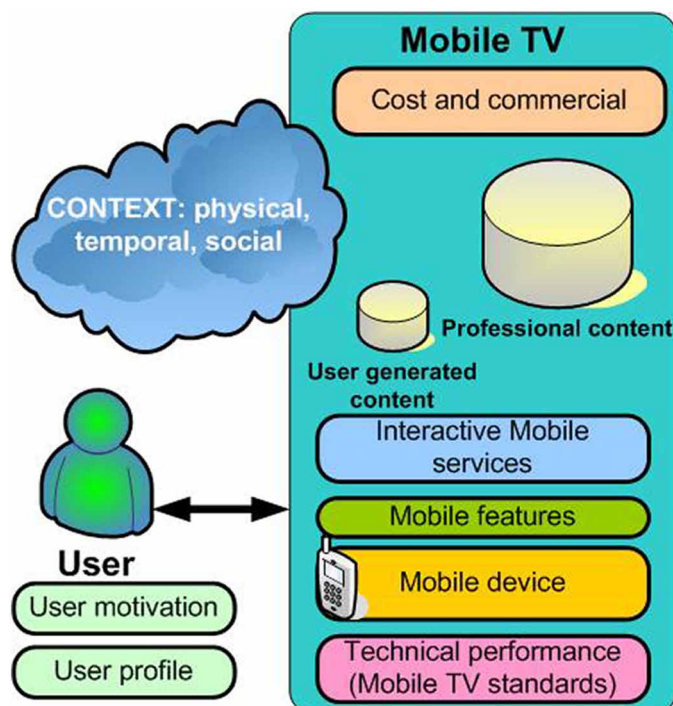 Mobile TV
Cost and commercial
CONTEXT: physical,
temporal, social
Professional content
User generated
content
Interactive Mobile
services
Mobile features
User
Mobile device
User motivation
User profile
Technical performance
(Mobile TV standards)